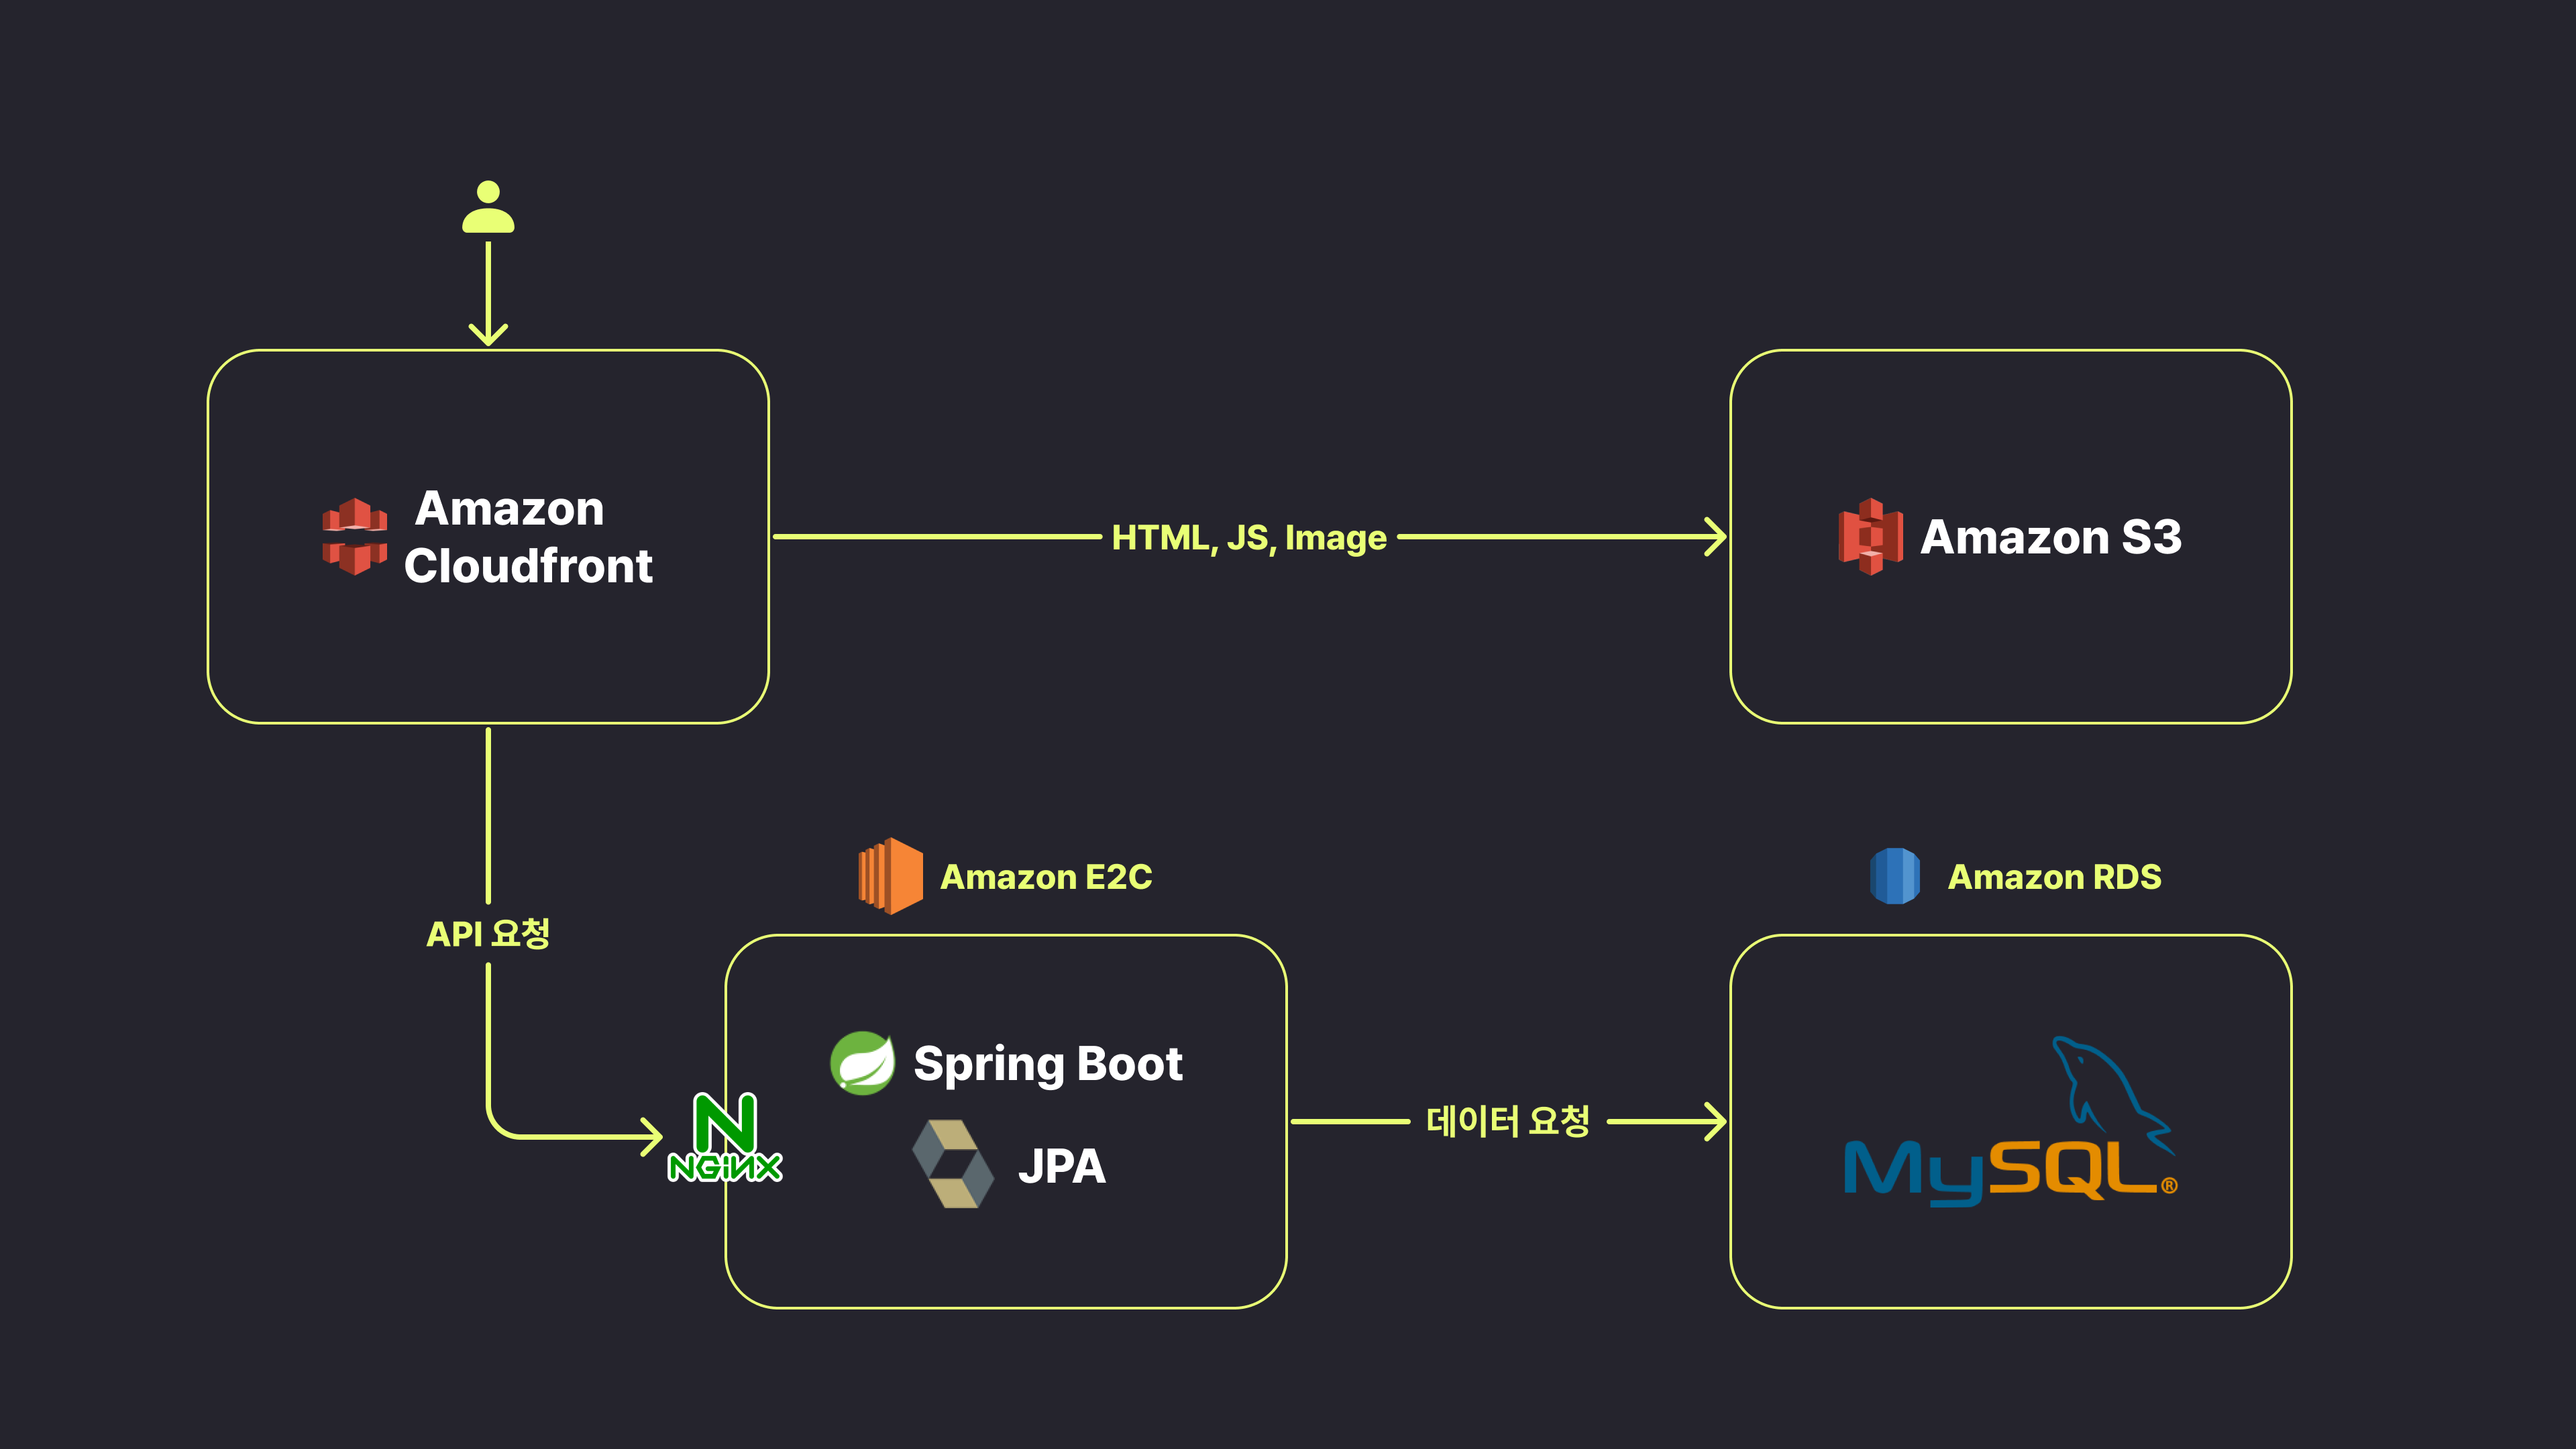 Amazon
Cloudfront
HTML, JS, Image
Amazon S3
API 요청
Amazon E2C
Spring Boot
JPA
NGiNX
데이터 요청
Amazon RDS
MySQL®